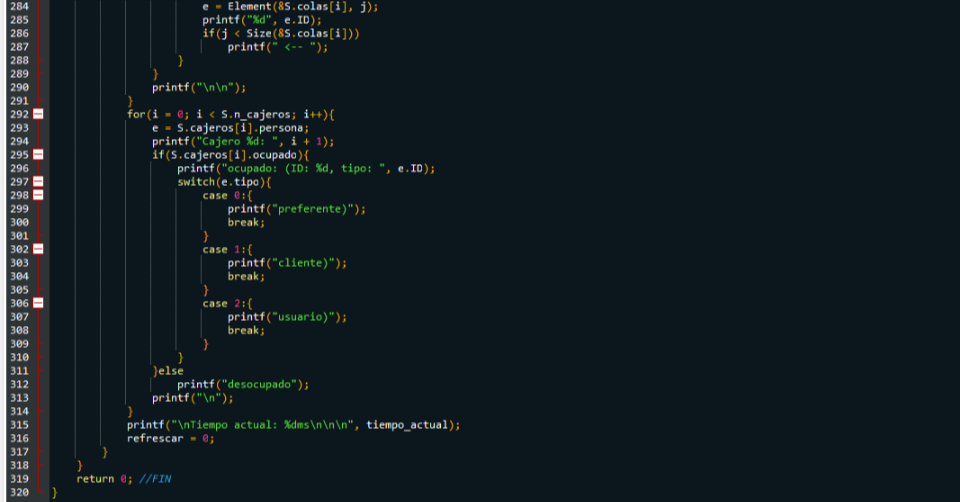 284 e = Element(&S.colas[i], j);
285 printf("%d", e.ID);
286 if(j < Size(&S.colas[i]))
287 printf(" <-- ");
288 }
289 }
290 printf("\n\n");
291 }
292 for(i = 0; i < S.n_cajeros; i++){
293 e = S.cajeros[i].persona;
294 printf("Cajero %d: ", i + 1);
295 if(S.cajeros[i].ocupado){
296 printf("ocupado: (ID: %d, tipo: ", e.ID);
297 switch(e.tipo){
298 case 0:{
299 printf("preferente)");
300 break;
301 }
302 case 1:{
303 printf("cliente)");
304 break;
305 }
306 case 2:{
307 printf("usuario)");
308 break;
309 }
310 }
311 }else
312 printf("desocupado");
313 printf("\n");
314 }
315 printf("\nTiempo actual: %dms\n\n\n", tiempo_actual);
316 refrescar = 0;
317 }
318 }
319 return 0; //FIN
320 }